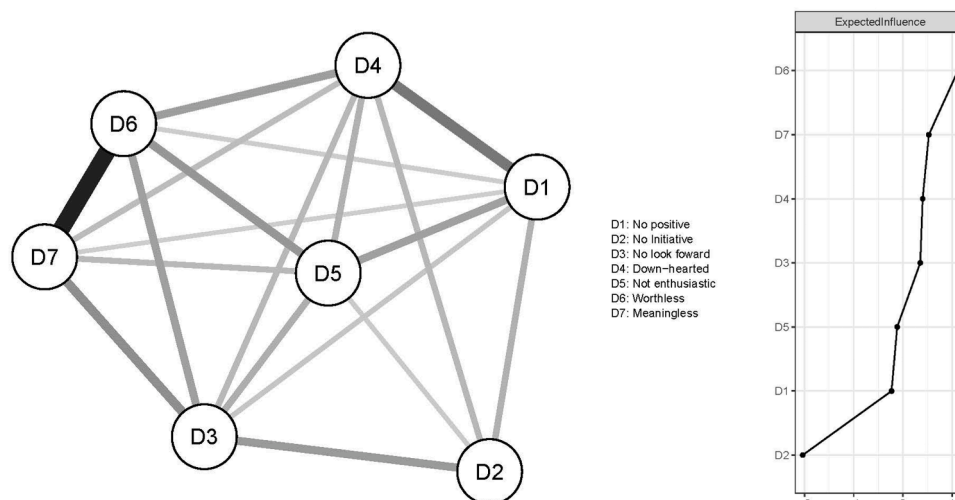 ExpectedInfluence
D4
D6
D1
D7
D5
D3
D2
D1: No positive
D2: No Initiative
D3: No look foward
D4: Down-hearted
D5: Not enthusiastic
D6: Worthless
D7: Meaningless
D6
D7
D4
D3
D5
D1
D2